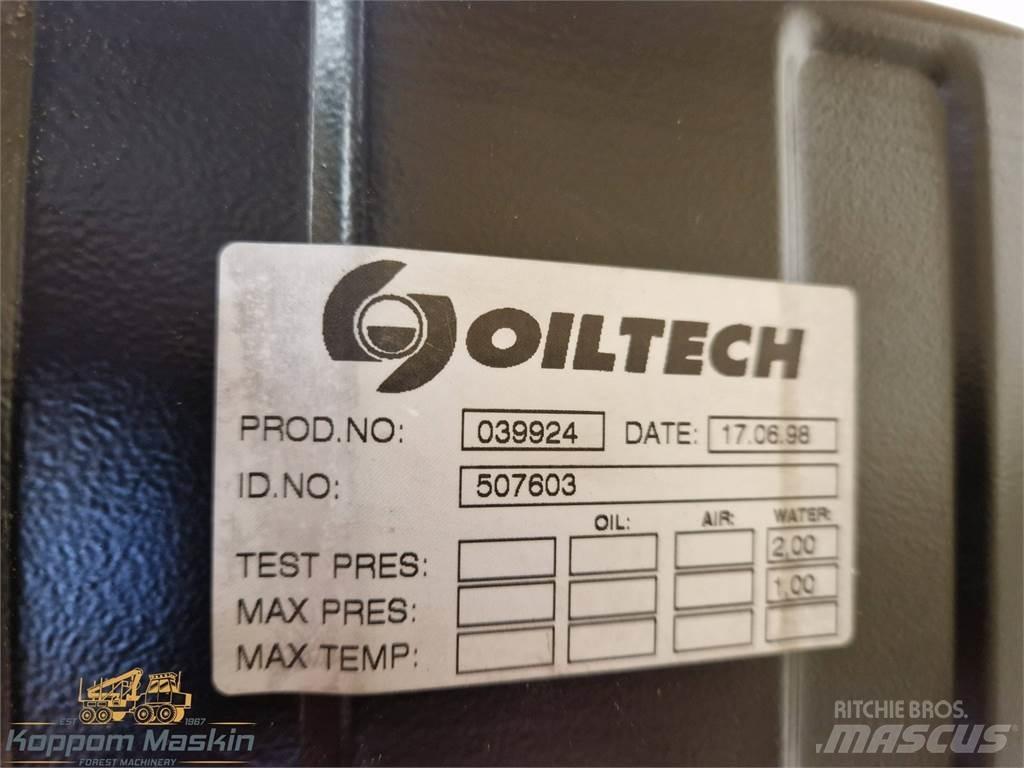 OILTECH
PROD.NO: 039924 DATE: 17.06.98
ID.NO: 507603
OIL: AIR: WATER:
TEST PRES: 2,00
MAX PRES: 1,00
MAX TEMP:
EST 1967
Koppom Maskin
FOREST MACHINERY
RITCHIE BROS.
MASCUS